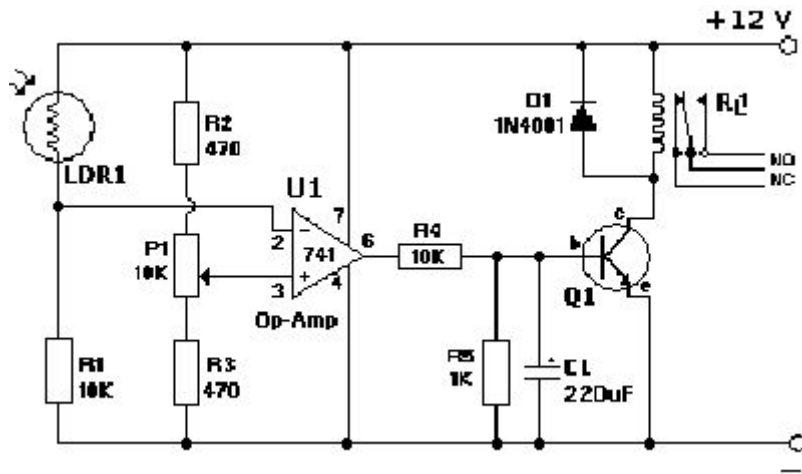 +12 V
D1
1N4001
RL1
R2
470
LDR1
U1
NO
NC
7
2
−
6
R4
c
P1
10K
741
10K
b
3
+
4
Q1
e
Op-Amp
R1
10K
R3
470
R5
1K
C1
220uF
+
−